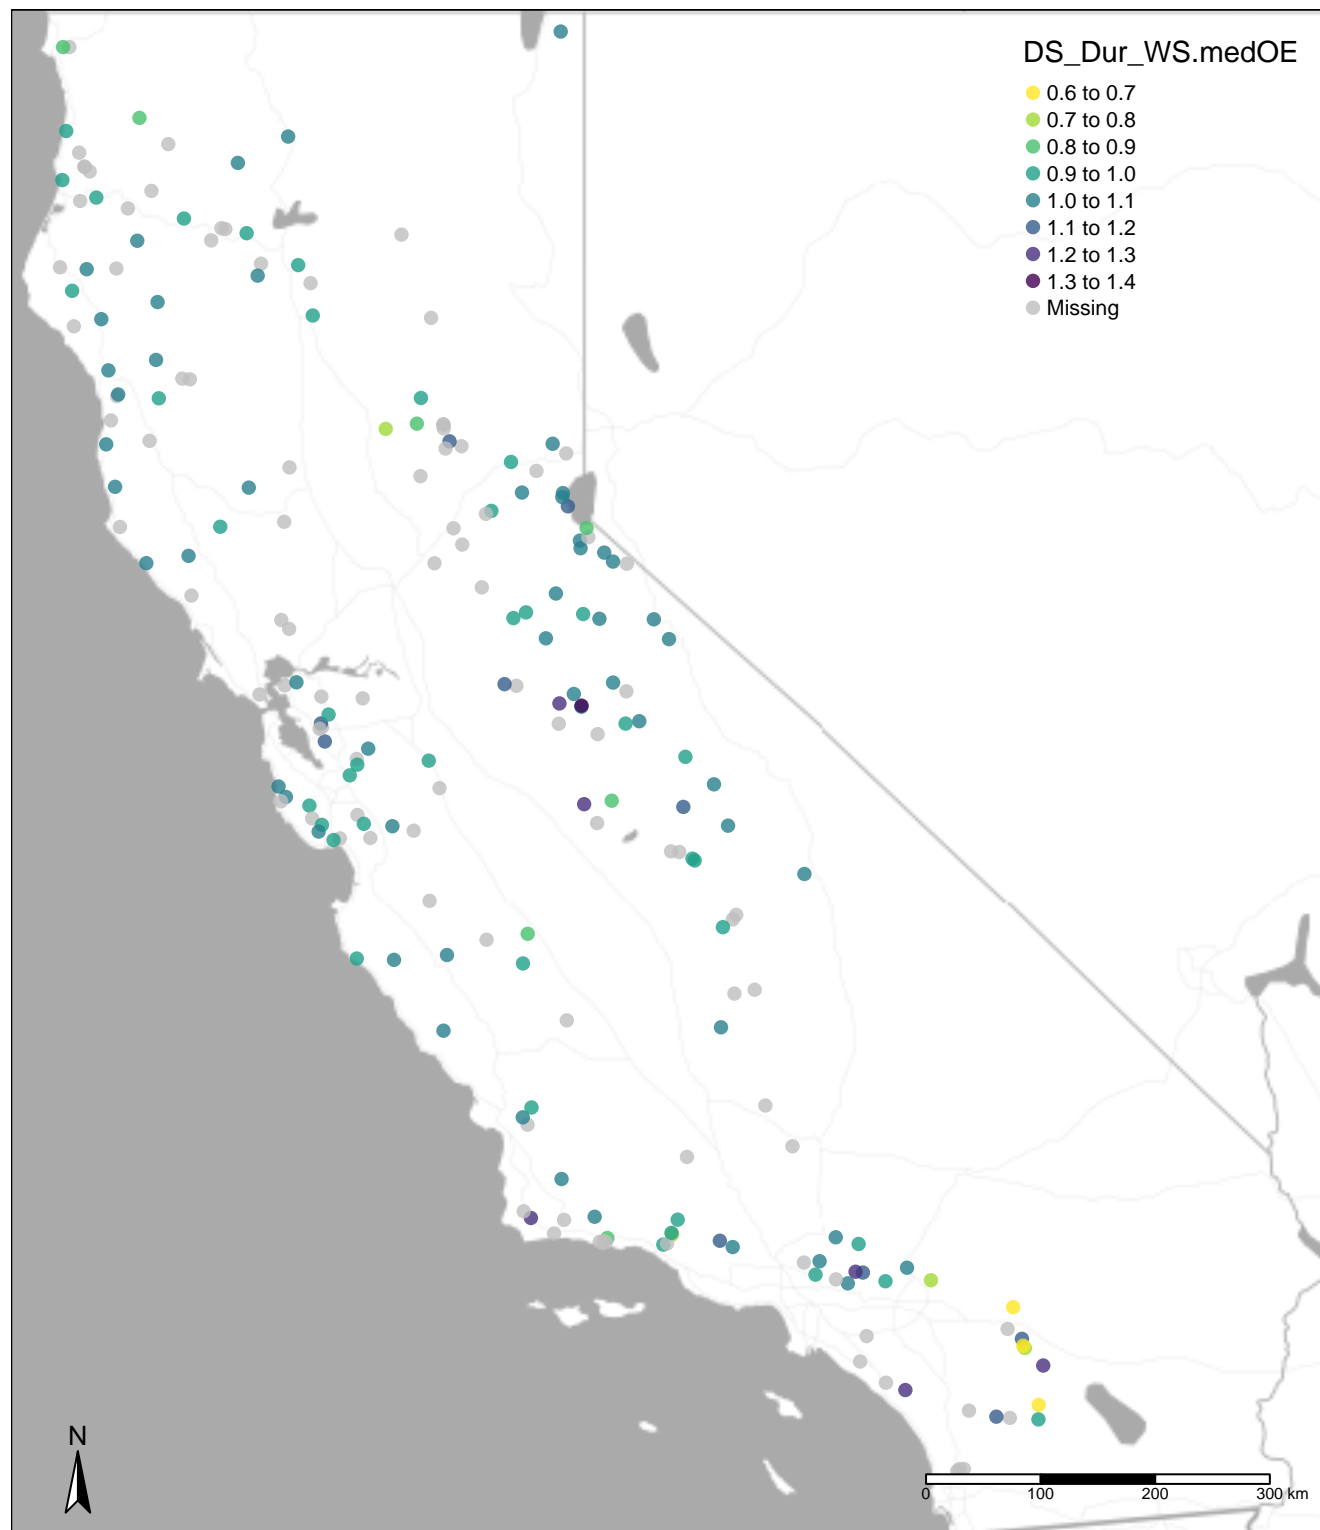 DS_Dur_WS.medOE
0.6 to 0.7
0.7 to 0.8
0.8 to 0.9
0.9 to 1.0
1.0 to 1.1
1.1 to 1.2
1.2 to 1.3
1.3 to 1.4
Missing
N
0 100 200 300 km